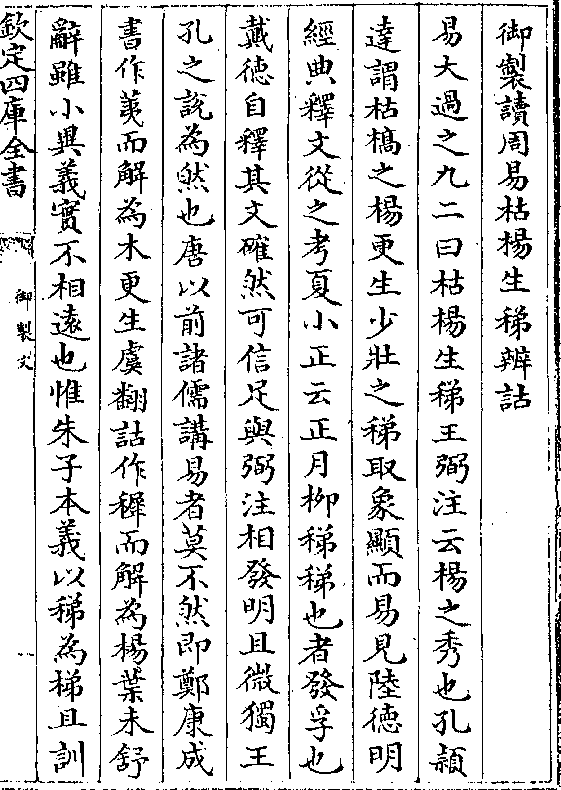 御製讀周易枯楊生稊辨詁
易大過之九二曰枯楊生稊王弼注云楊之秀也孔頴
達謂枯槁之楊更生少壯之稊取象顯而易見陸德明
經典釋文從之考夏小正云正月桺稊稊也者發孚也
戴德自釋其文確然可信足與弼注相發明且微獨王
孔之說為然也唐以前諸儒講易者莫不然即鄭康成
書作荑而解為木更生虞翻詁作稺而解為楊葉未舒
辭雖小異義實不相遠也惟朱子本義以稊為梯且訓
欽定四庫全書
御製文